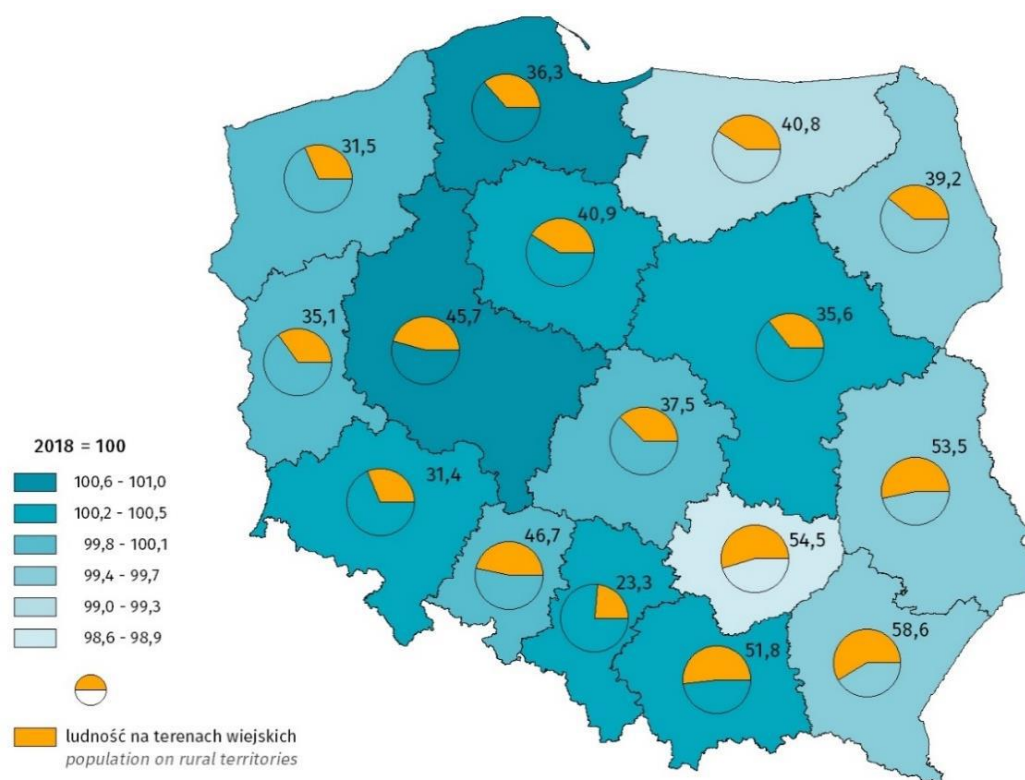 36,3
40,8
31,5
39,2
40,9
35,1
45,7
35,6
37,5
53,5
31,4
46,7
54,5
23,3
51,8
58,6
2018 = 100
100,6 - 101,0
100,2 - 100,5
99,8 - 100,1
99,4 - 99,7
99,0 - 99,3
98,6 - 98,9
ludność na terenach wiejskich
population on rural territories